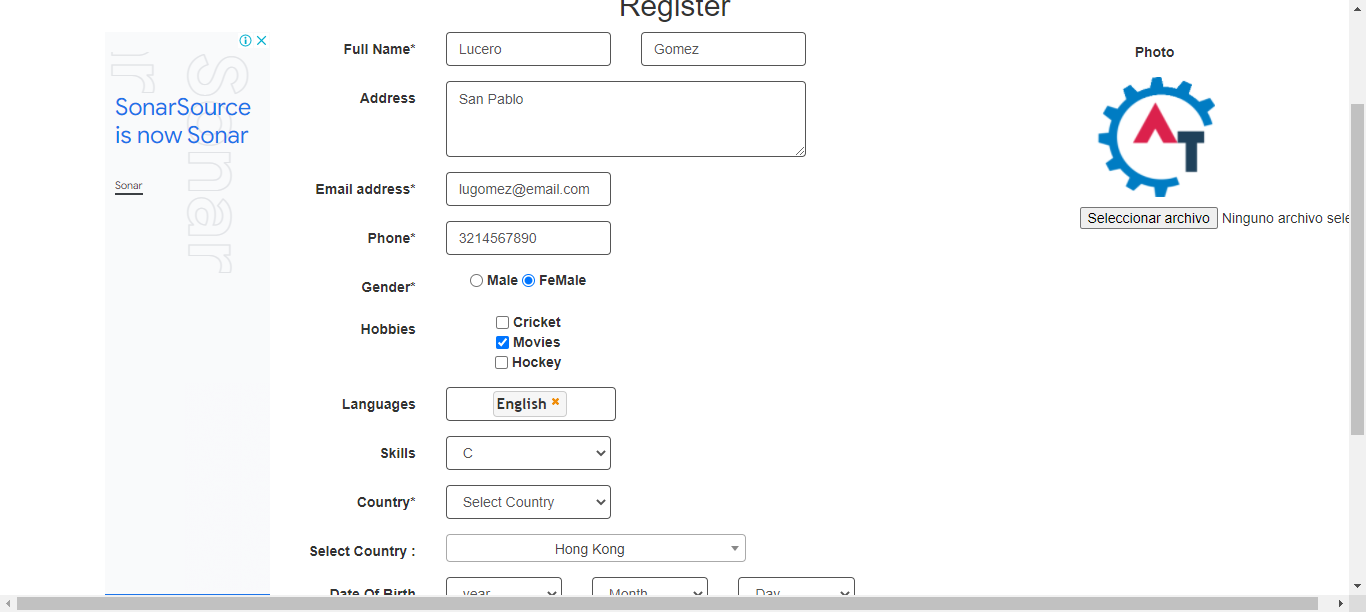 Register
Full Name*
Lucero
Gomez
Photo
Address
San Pablo
SonarSource
is now Sonar
Sonar
Sonar
AT
Email address*
lugomez@email.com
Seleccionar archivo
Ninguno archivo sele
Phone*
3214567890
Gender*
Male
FeMale
Hobbies
Cricket
Movies
Hockey
Languages
English
Skills
C
Country*
Select Country
Select Country :
Hong Kong
Date Of Birth
year
Month
Day